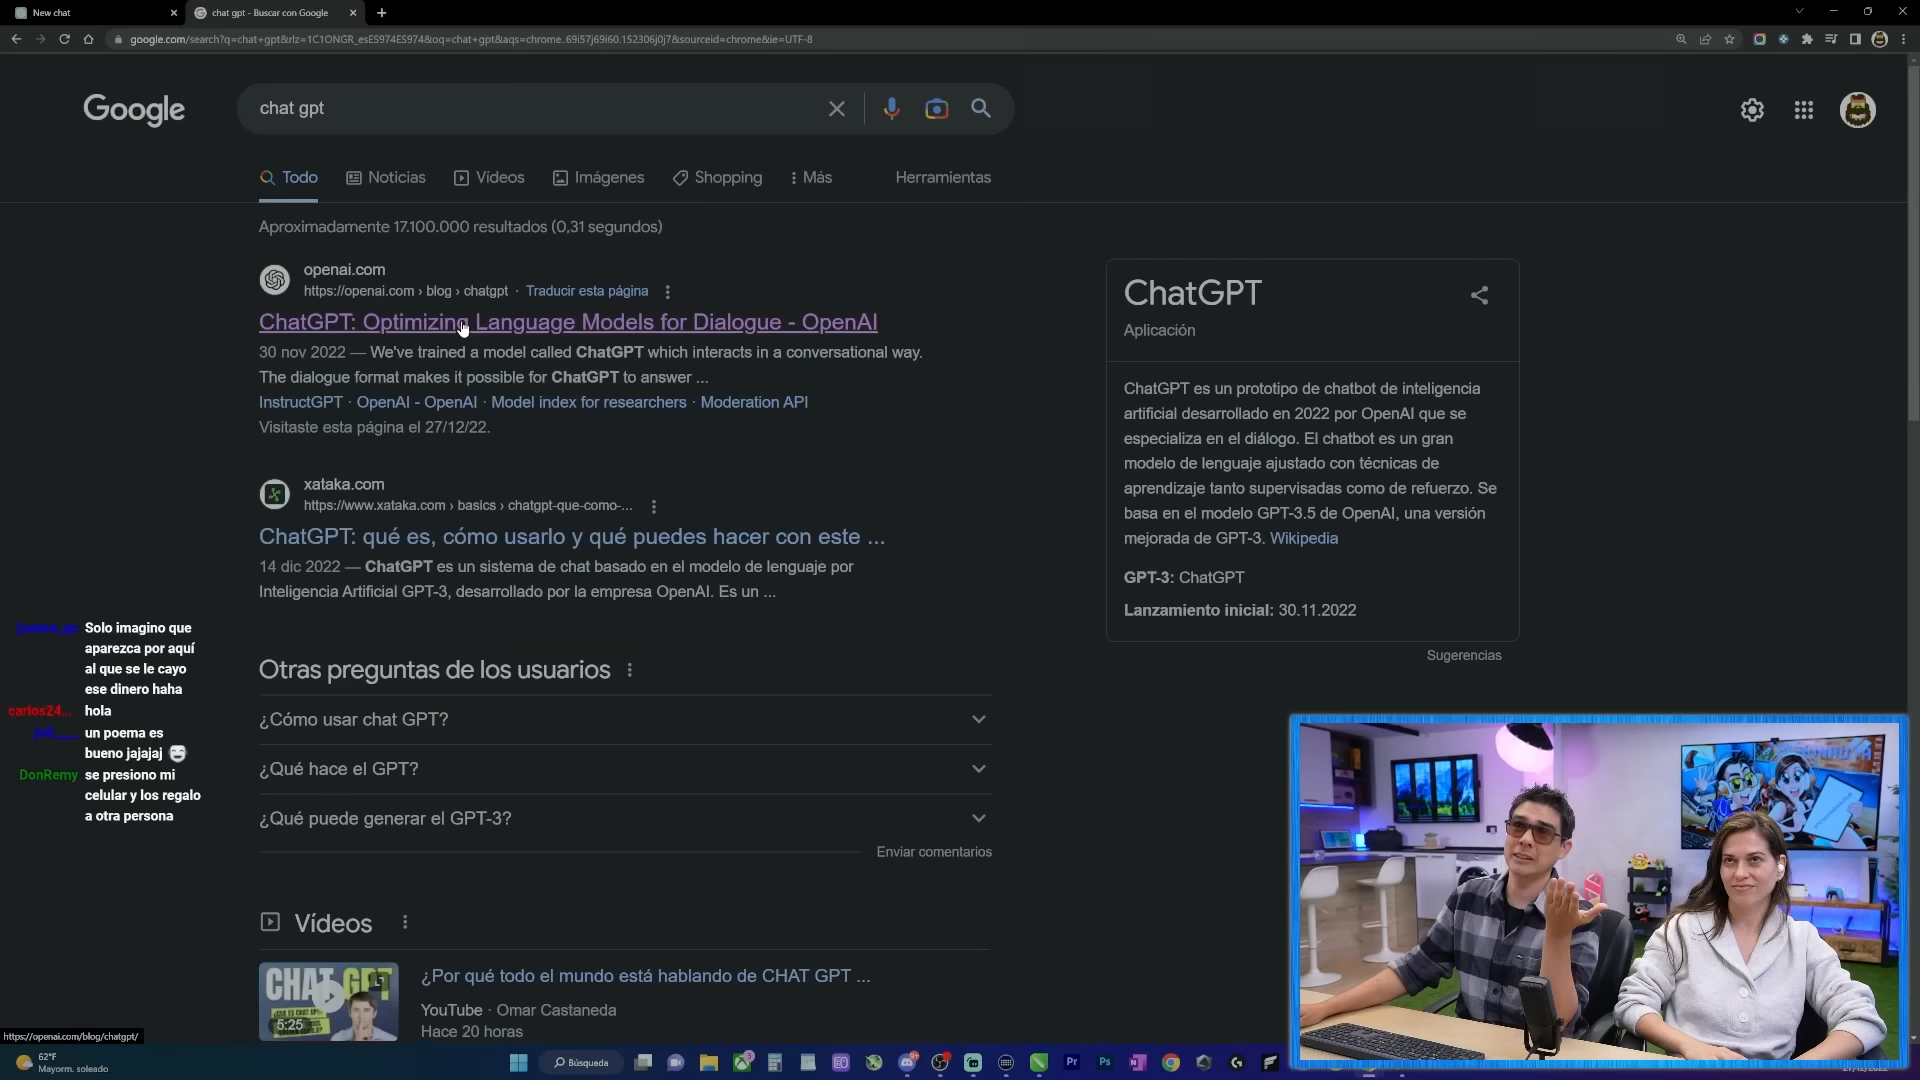 New chat
chat gpt - Buscar con Google
google.com/search?q=chat+gpt&rlz=1C1ONGR_esES974ES974&oq=chat+gpt&aqs=chrome..69i57j69i60.152306j0j7&sourceid=chrome&ie=UTF-8
Google
chat gpt
Todo
Noticias
Vídeos
Imágenes
Shopping
Más
Herramientas
Aproximadamente 17.100.000 resultados (0,31 segundos)
openai.com
https://openai.com › blog › chatgpt · Traducir esta página
ChatGPT: Optimizing Language Models for Dialogue - OpenAI
30 nov 2022 — We've trained a model called ChatGPT which interacts in a conversational way.
The dialogue format makes it possible for ChatGPT to answer ...
InstructGPT · OpenAI - OpenAI · Model index for researchers · Moderation API
Visitaste esta página el 27/12/22.
xataka.com
https://www.xataka.com › basics › chatgpt-que-como-...
ChatGPT: qué es, cómo usarlo y qué puedes hacer con este ...
14 dic 2022 — ChatGPT es un sistema de chat basado en el modelo de lenguaje por
Inteligencia Artificial GPT-3, desarrollado por la empresa OpenAI. Es un ...
Otras preguntas de los usuarios
¿Cómo usar chat GPT?
¿Qué hace el GPT?
¿Qué puede generar el GPT-3?
Enviar comentarios
Vídeos
CHAT GPT
5:25
¿Por qué todo el mundo está hablando de CHAT GPT ...
YouTube · Omar Castaneda
Hace 20 horas
ChatGPT
Aplicación
ChatGPT es un prototipo de chatbot de inteligencia
artificial desarrollado en 2022 por OpenAI que se
especializa en el diálogo. El chatbot es un gran
modelo de lenguaje ajustado con técnicas de
aprendizaje tanto supervisadas como de refuerzo. Se
basa en el modelo GPT-3.5 de OpenAI, una versión
mejorada de GPT-3. Wikipedia
GPT-3: ChatGPT
Lanzamiento inicial: 30.11.2022
Sugerencias
Solo imagino que
aparezca por aquí
al que se le cayo
ese dinero haha
carlos24... hola
un poema es
bueno jajajaj
DonRemy se presiono mi
celular y los regalo
a otra persona
https://openai.com/blog/chatgpt/
62°F
Mayorm. soleado
Búsqueda
Pr
Ps
27/12/2022